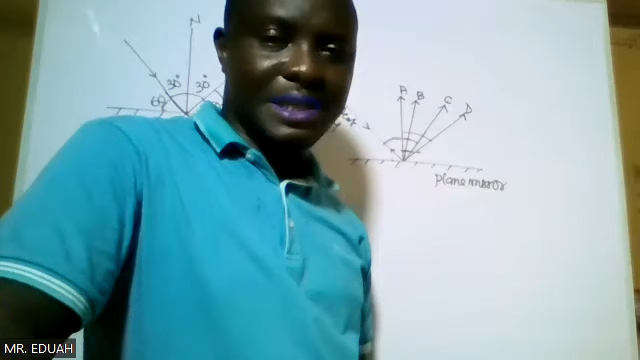 N
30° 30°
A B C D
plane mirror
MR. EDUAH